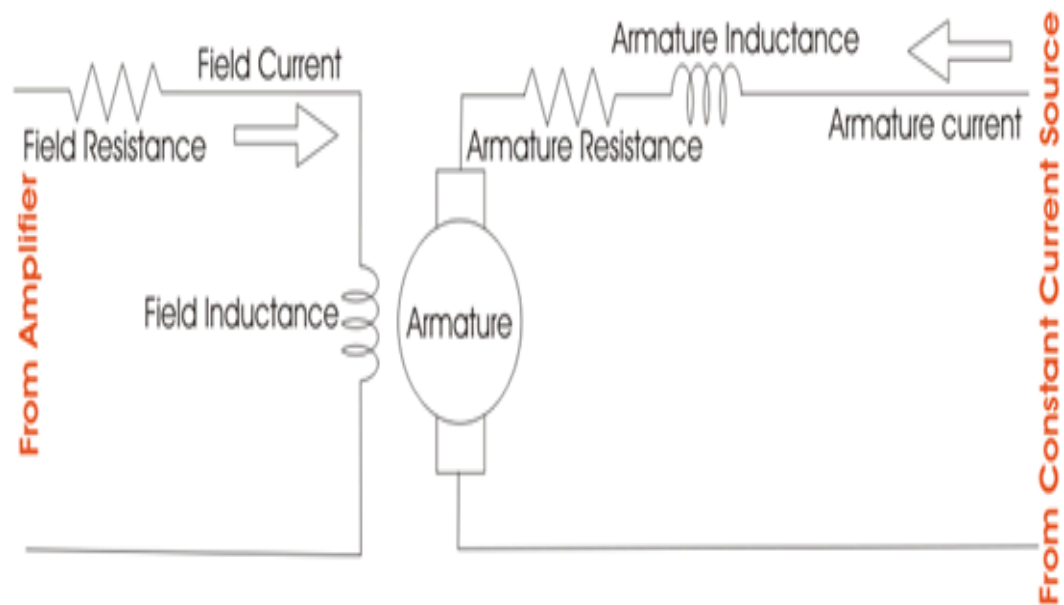 Field Current
Field Resistance
From Amplifier
Field Inductance
Armature Inductance
Armature current
Armature Resistance
Armature
From Constant Current Source